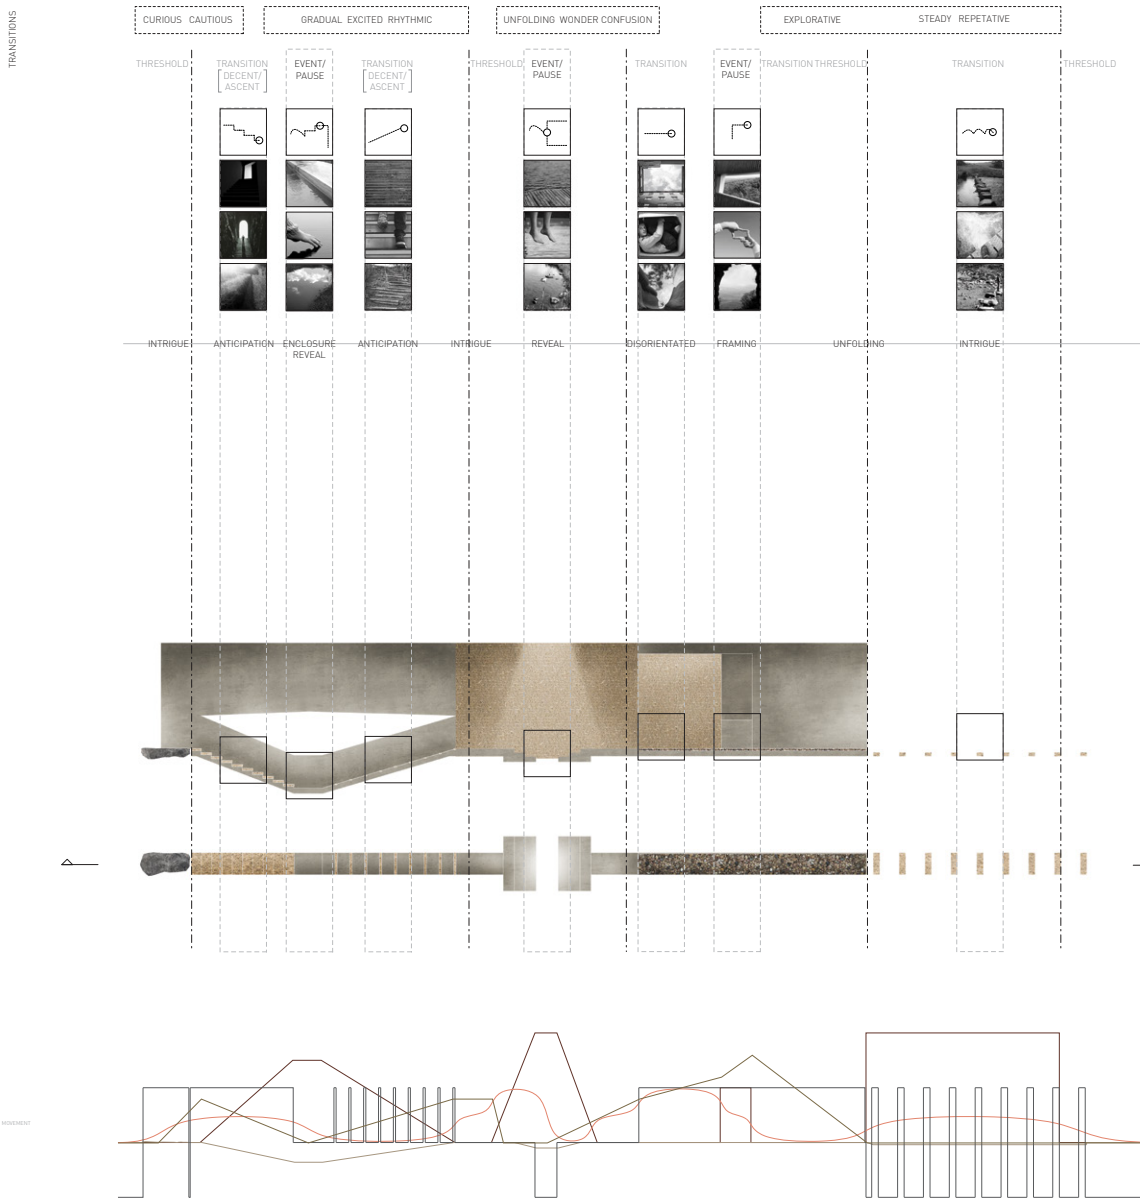 TRANSITIONS
CURIOUS CAUTIOUS
GRADUAL EXCITED RHYTHMIC
UNFOLDING WONDER CONFUSION
EXPLORATIVE
STEADY REPETATIVE
THRESHOLD
TRANSITION
DECENT/
ASCENT
EVENT/
PAUSE
TRANSITION
DECENT/
ASCENT
THRESHOLD
EVENT/
PAUSE
TRANSITION
EVENT/
PAUSE
TRANSITION
THRESHOLD
TRANSITION
THRESHOLD
INTRIGUE
ANTICIPATION
ENCLOSURE
REVEAL
ANTICIPATION
INTRIGUE
REVEAL
DISORIENTATED
FRAMING
UNFOLDING
INTRIGUE
MOVEMENT